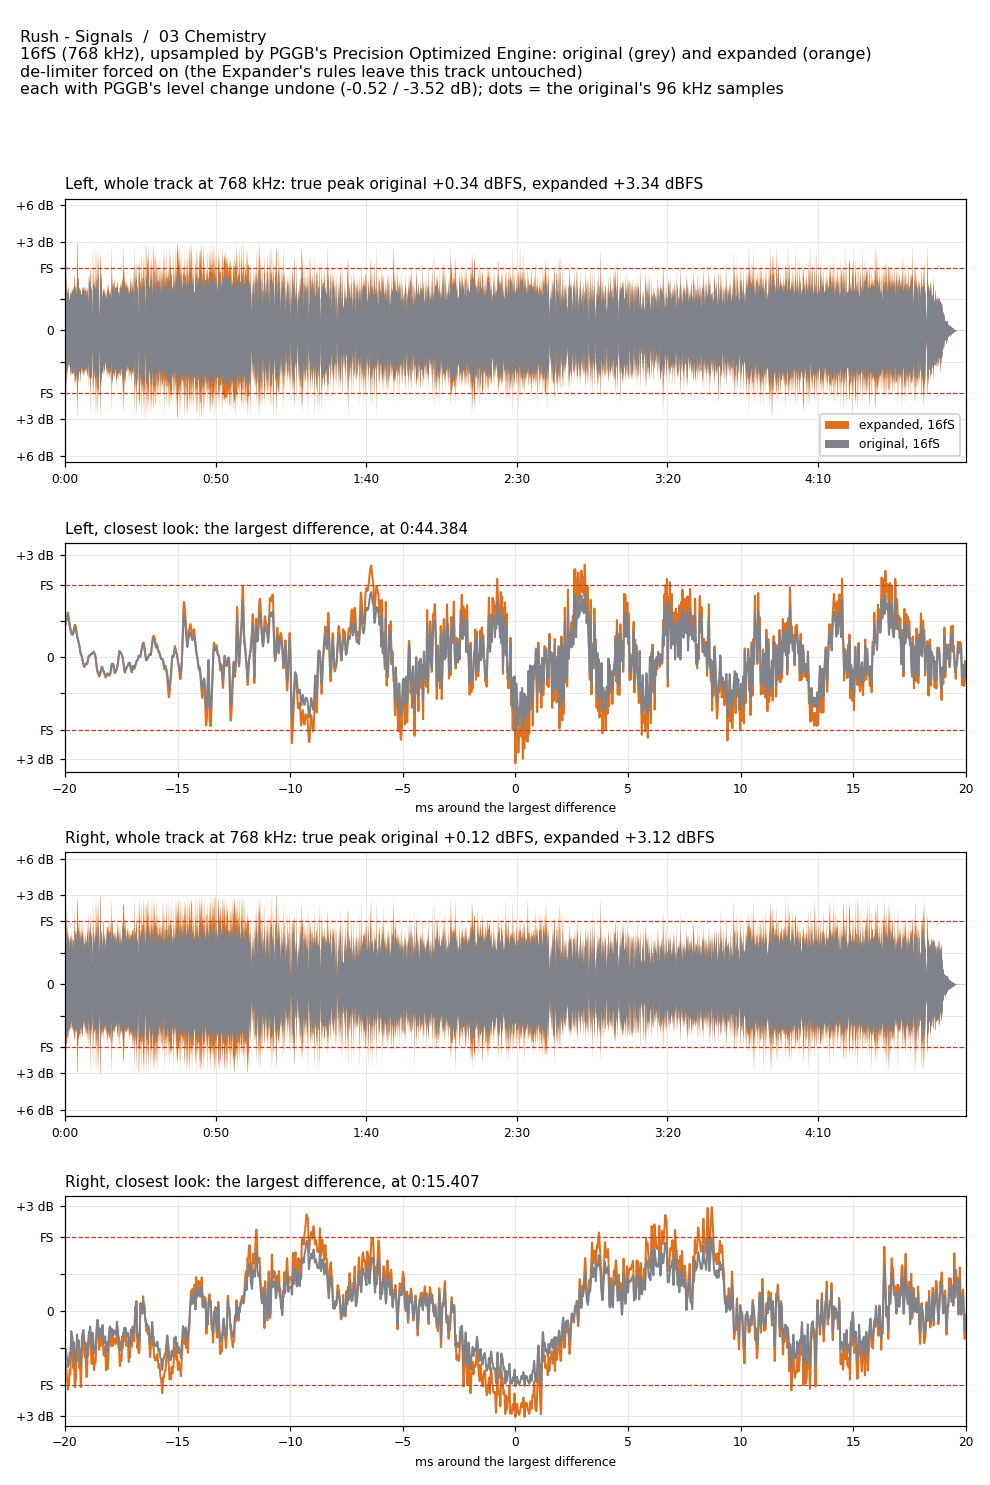 Rush - Signals / 03 Chemistry
16fS (768 kHz), upsampled by PGGB's Precision Optimized Engine: original (grey) and expanded (orange)
de-limiter forced on (the Expander's rules leave this track untouched)
each with PGGB's level change undone (-0.52 / -3.52 dB); dots = the original's 96 kHz samples
Left, whole track at 768 kHz: true peak original +0.34 dBFS, expanded +3.34 dBFS
+6 dB
+3 dB
FS
0
FS
+3 dB
+6 dB
expanded, 16fS
original, 16fS
0:00 0:50 1:40 2:30 3:20 4:10
Left, closest look: the largest difference, at 0:44.384
+3 dB
FS
0
FS
+3 dB
−20 −15 −10 −5 0 5 10 15 20
ms around the largest difference
Right, whole track at 768 kHz: true peak original +0.12 dBFS, expanded +3.12 dBFS
+6 dB
+3 dB
FS
0
FS
+3 dB
+6 dB
0:00 0:50 1:40 2:30 3:20 4:10
Right, closest look: the largest difference, at 0:15.407
+3 dB
FS
0
FS
+3 dB
−20 −15 −10 −5 0 5 10 15 20
ms around the largest difference